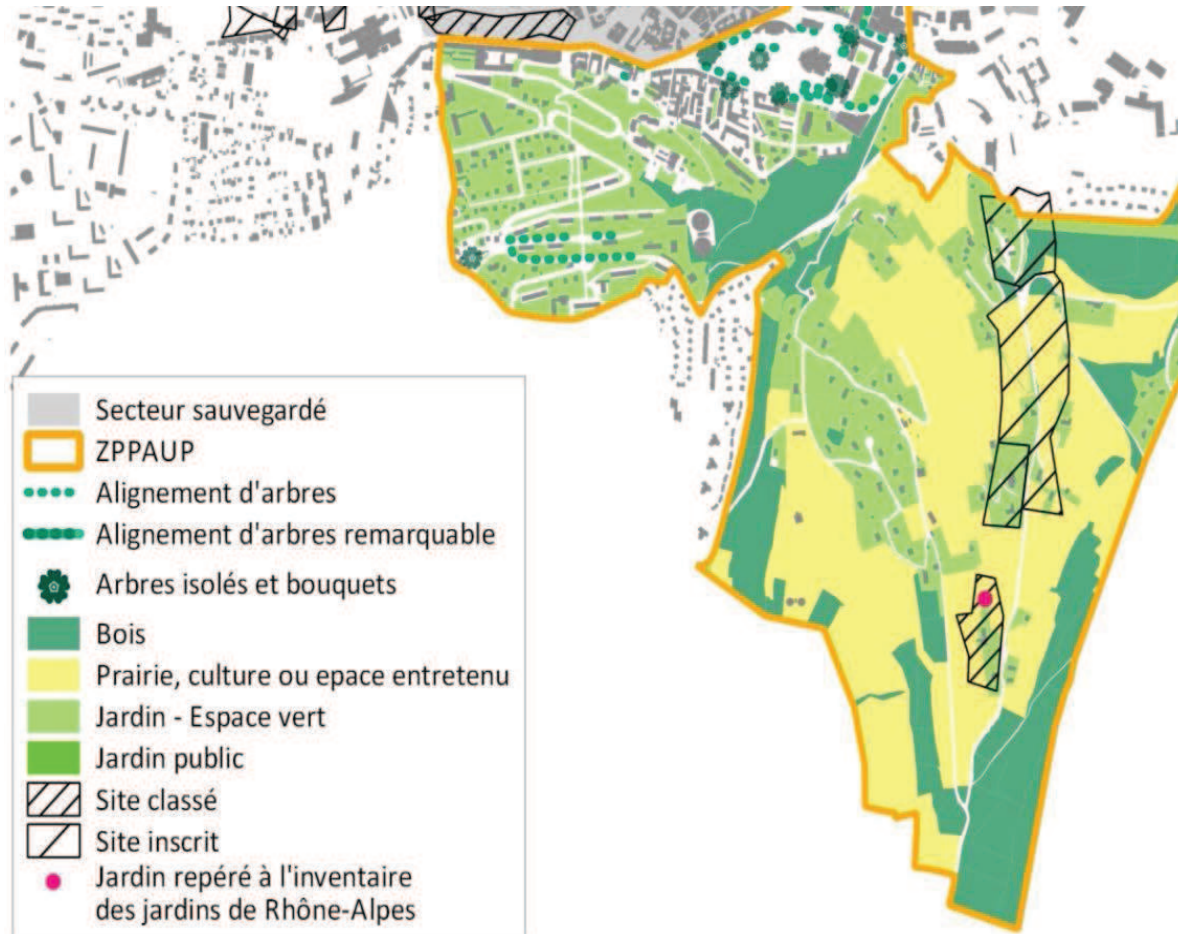 Secteur sauvegardé
ZPPAUP
Alignement d'arbres
Alignement d'arbres remarquable
Arbres isolés et bouquets
Bois
Prairie, culture ou epace entretenu
Jardin - Espace vert
Jardin public
Site classé
Site inscrit
Jardin repéré à l'inventaire
des jardins de Rhône-Alpes